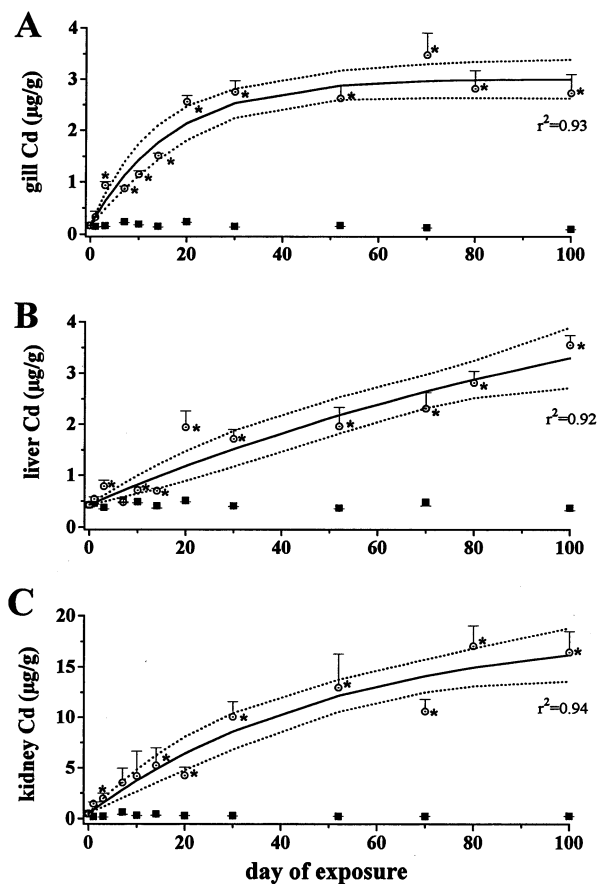 A
gill Cd (µg/g)
4
3
2
1
0
* * * * * * * * * * *
r²=0.93
0 20 40 60 80 100
B
liver Cd (µg/g)
4
3
2
1
0
* * * * * * * * *
r²=0.92
0 20 40 60 80 100
C
kidney Cd (µg/g)
20
15
10
5
0
* * * * * * * *
r²=0.94
0 20 40 60 80 100
day of exposure